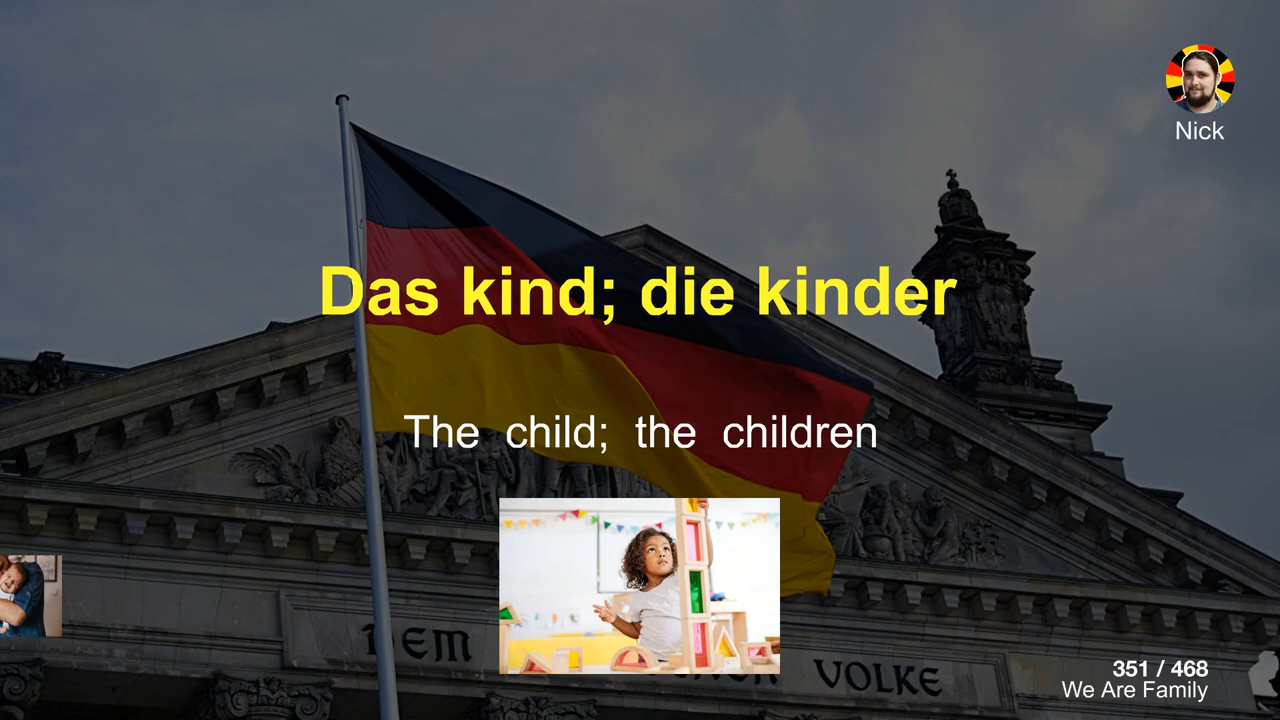 Nick
Das kind; die kinder
The child; the children
DEM
VOLKE
351 / 468
We Are Family